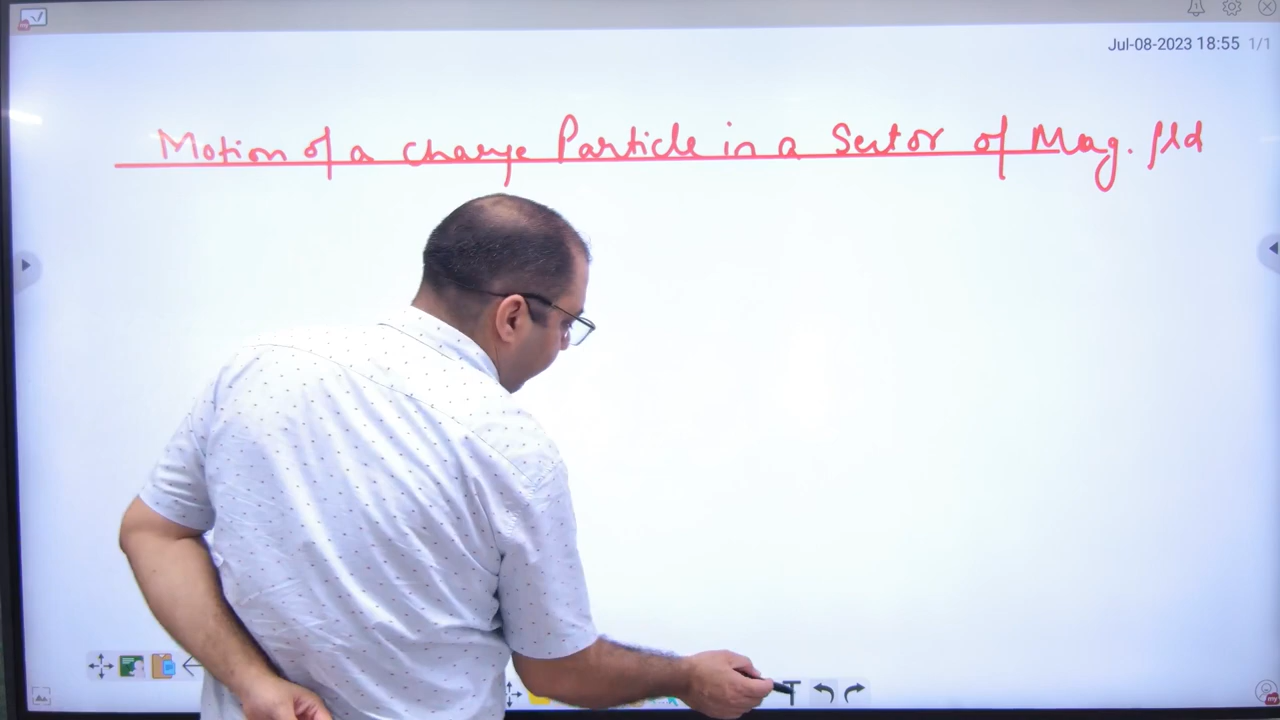 Jul-08-2023 18:55 1/1
Motion of a charge Particle in a Sector of Mag. fld
T